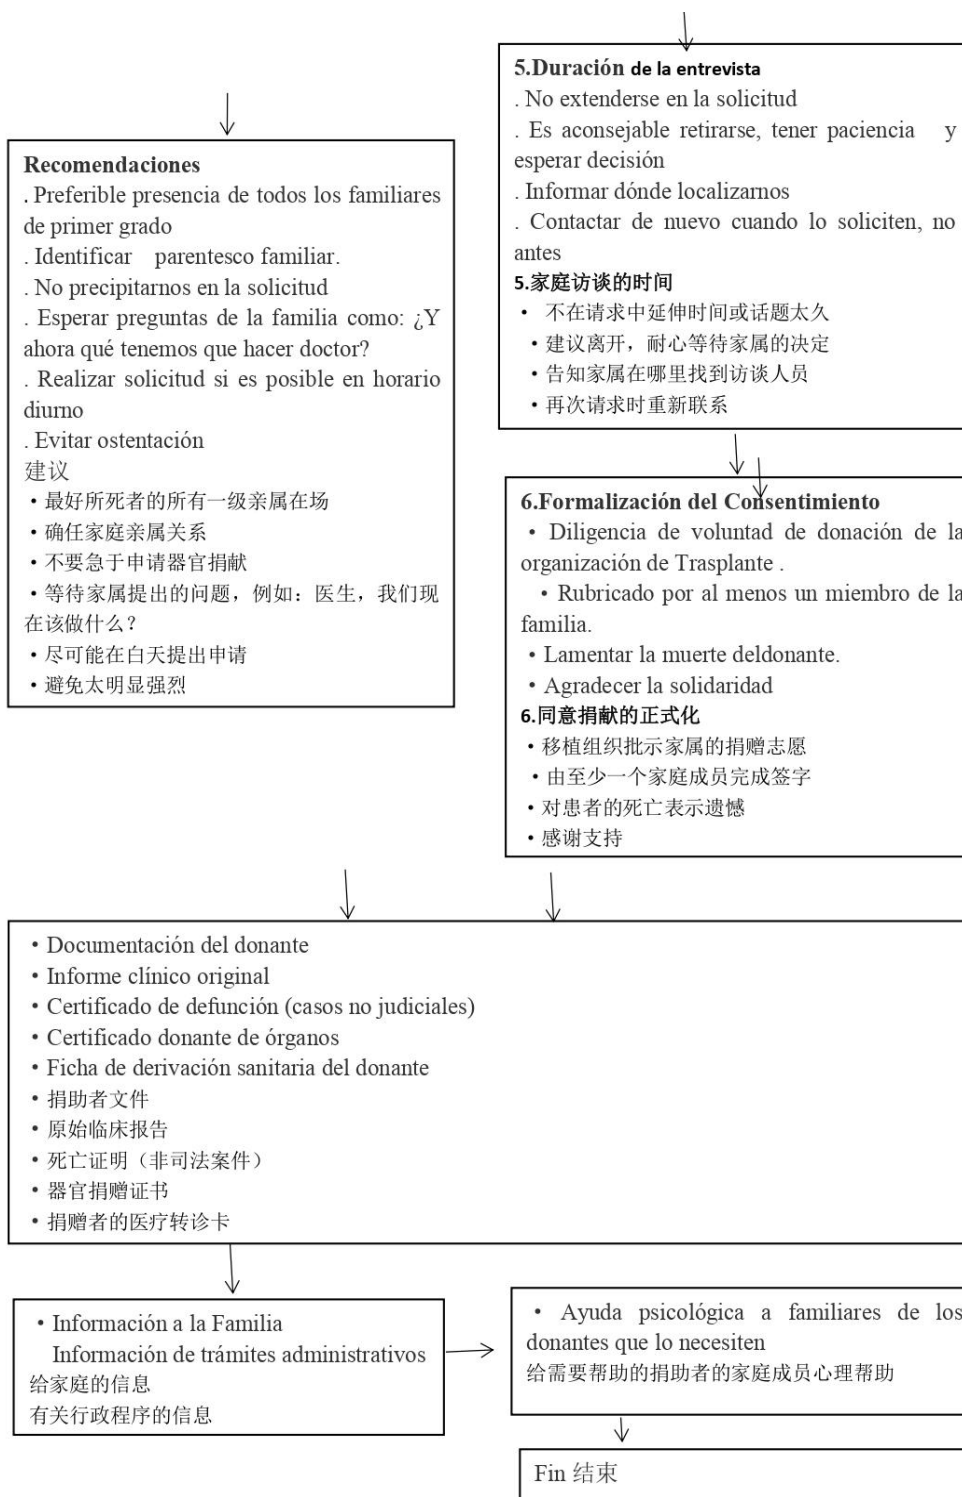 Recomendaciones
. Preferible presencia de todos los familiares
de primer grado
. Identificar parentesco familiar.
. No precipitarnos en la solicitud
. Esperar preguntas de la familia como: ¿Y
ahora qué tenemos que hacer doctor?
. Realizar solicitud si es posible en horario
diurno
. Evitar ostentación
建议
• 最好所死者的所有一级亲属在场
• 确任家庭亲属关系
• 不要急于申请器官捐献
• 等待家属提出的问题，例如：医生，我们现
在该做什么？
• 尽可能在白天提出申请
• 避免太明显强烈
5.Duración de la entrevista
. No extenderse en la solicitud
. Es aconsejable retirarse, tener paciencia y
esperar decisión
. Informar dónde localizarnos
. Contactar de nuevo cuando lo soliciten, no
antes
5.家庭访谈的时间
• 不在请求中延伸时间或话题太久
• 建议离开，耐心等待家属的决定
• 告知家属在哪里找到访谈人员
• 再次请求时重新联系
6.Formalización del Consentimiento
• Diligencia de voluntad de donación de la
organización de Trasplante .
• Rubricado por al menos un miembro de la
familia.
• Lamentar la muerte deldonante.
• Agradecer la solidaridad
6.同意捐献的正式化
• 移植组织批示家属的捐赠志愿
• 由至少一个家庭成员完成签字
• 对患者的死亡表示遗憾
• 感谢支持
• Documentación del donante
• Informe clínico original
• Certificado de defunción (casos no judiciales)
• Certificado donante de órganos
• Ficha de derivación sanitaria del donante
• 捐助者文件
• 原始临床报告
• 死亡证明（非司法案件）
• 器官捐赠证书
• 捐赠者的医疗转诊卡
• Información a la Familia
Información de trámites administrativos
给家庭的信息
有关行政程序的信息
• Ayuda psicológica a familiares de los
donantes que lo necesiten
给需要帮助的捐助者的家庭成员心理帮助
Fin 结束